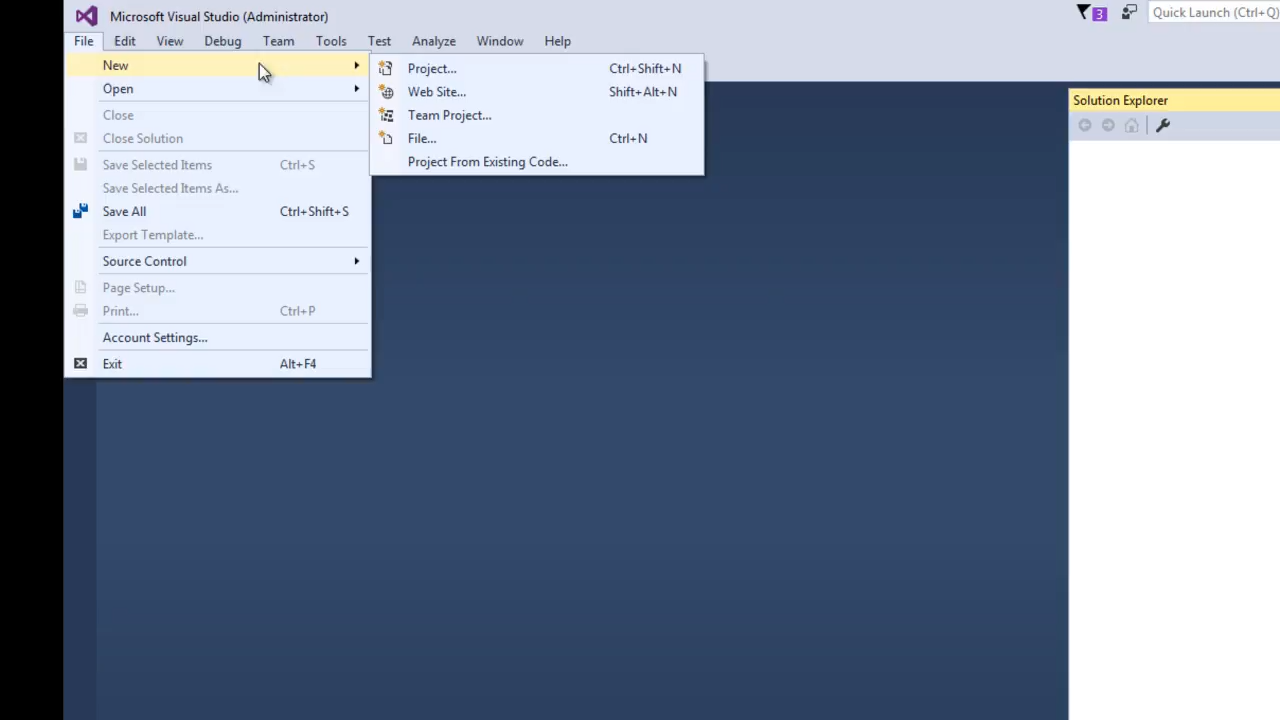 Microsoft Visual Studio (Administrator)
3
Quick Launch (Ctrl+Q)
File Edit View Debug Team Tools Test Analyze Window Help
New
Open
Close
Close Solution
Save Selected Items Ctrl+S
Save Selected Items As...
Save All Ctrl+Shift+S
Export Template...
Source Control
Page Setup...
Print... Ctrl+P
Account Settings...
Exit Alt+F4
Project... Ctrl+Shift+N
Web Site... Shift+Alt+N
Team Project...
File... Ctrl+N
Project From Existing Code...
Solution Explorer